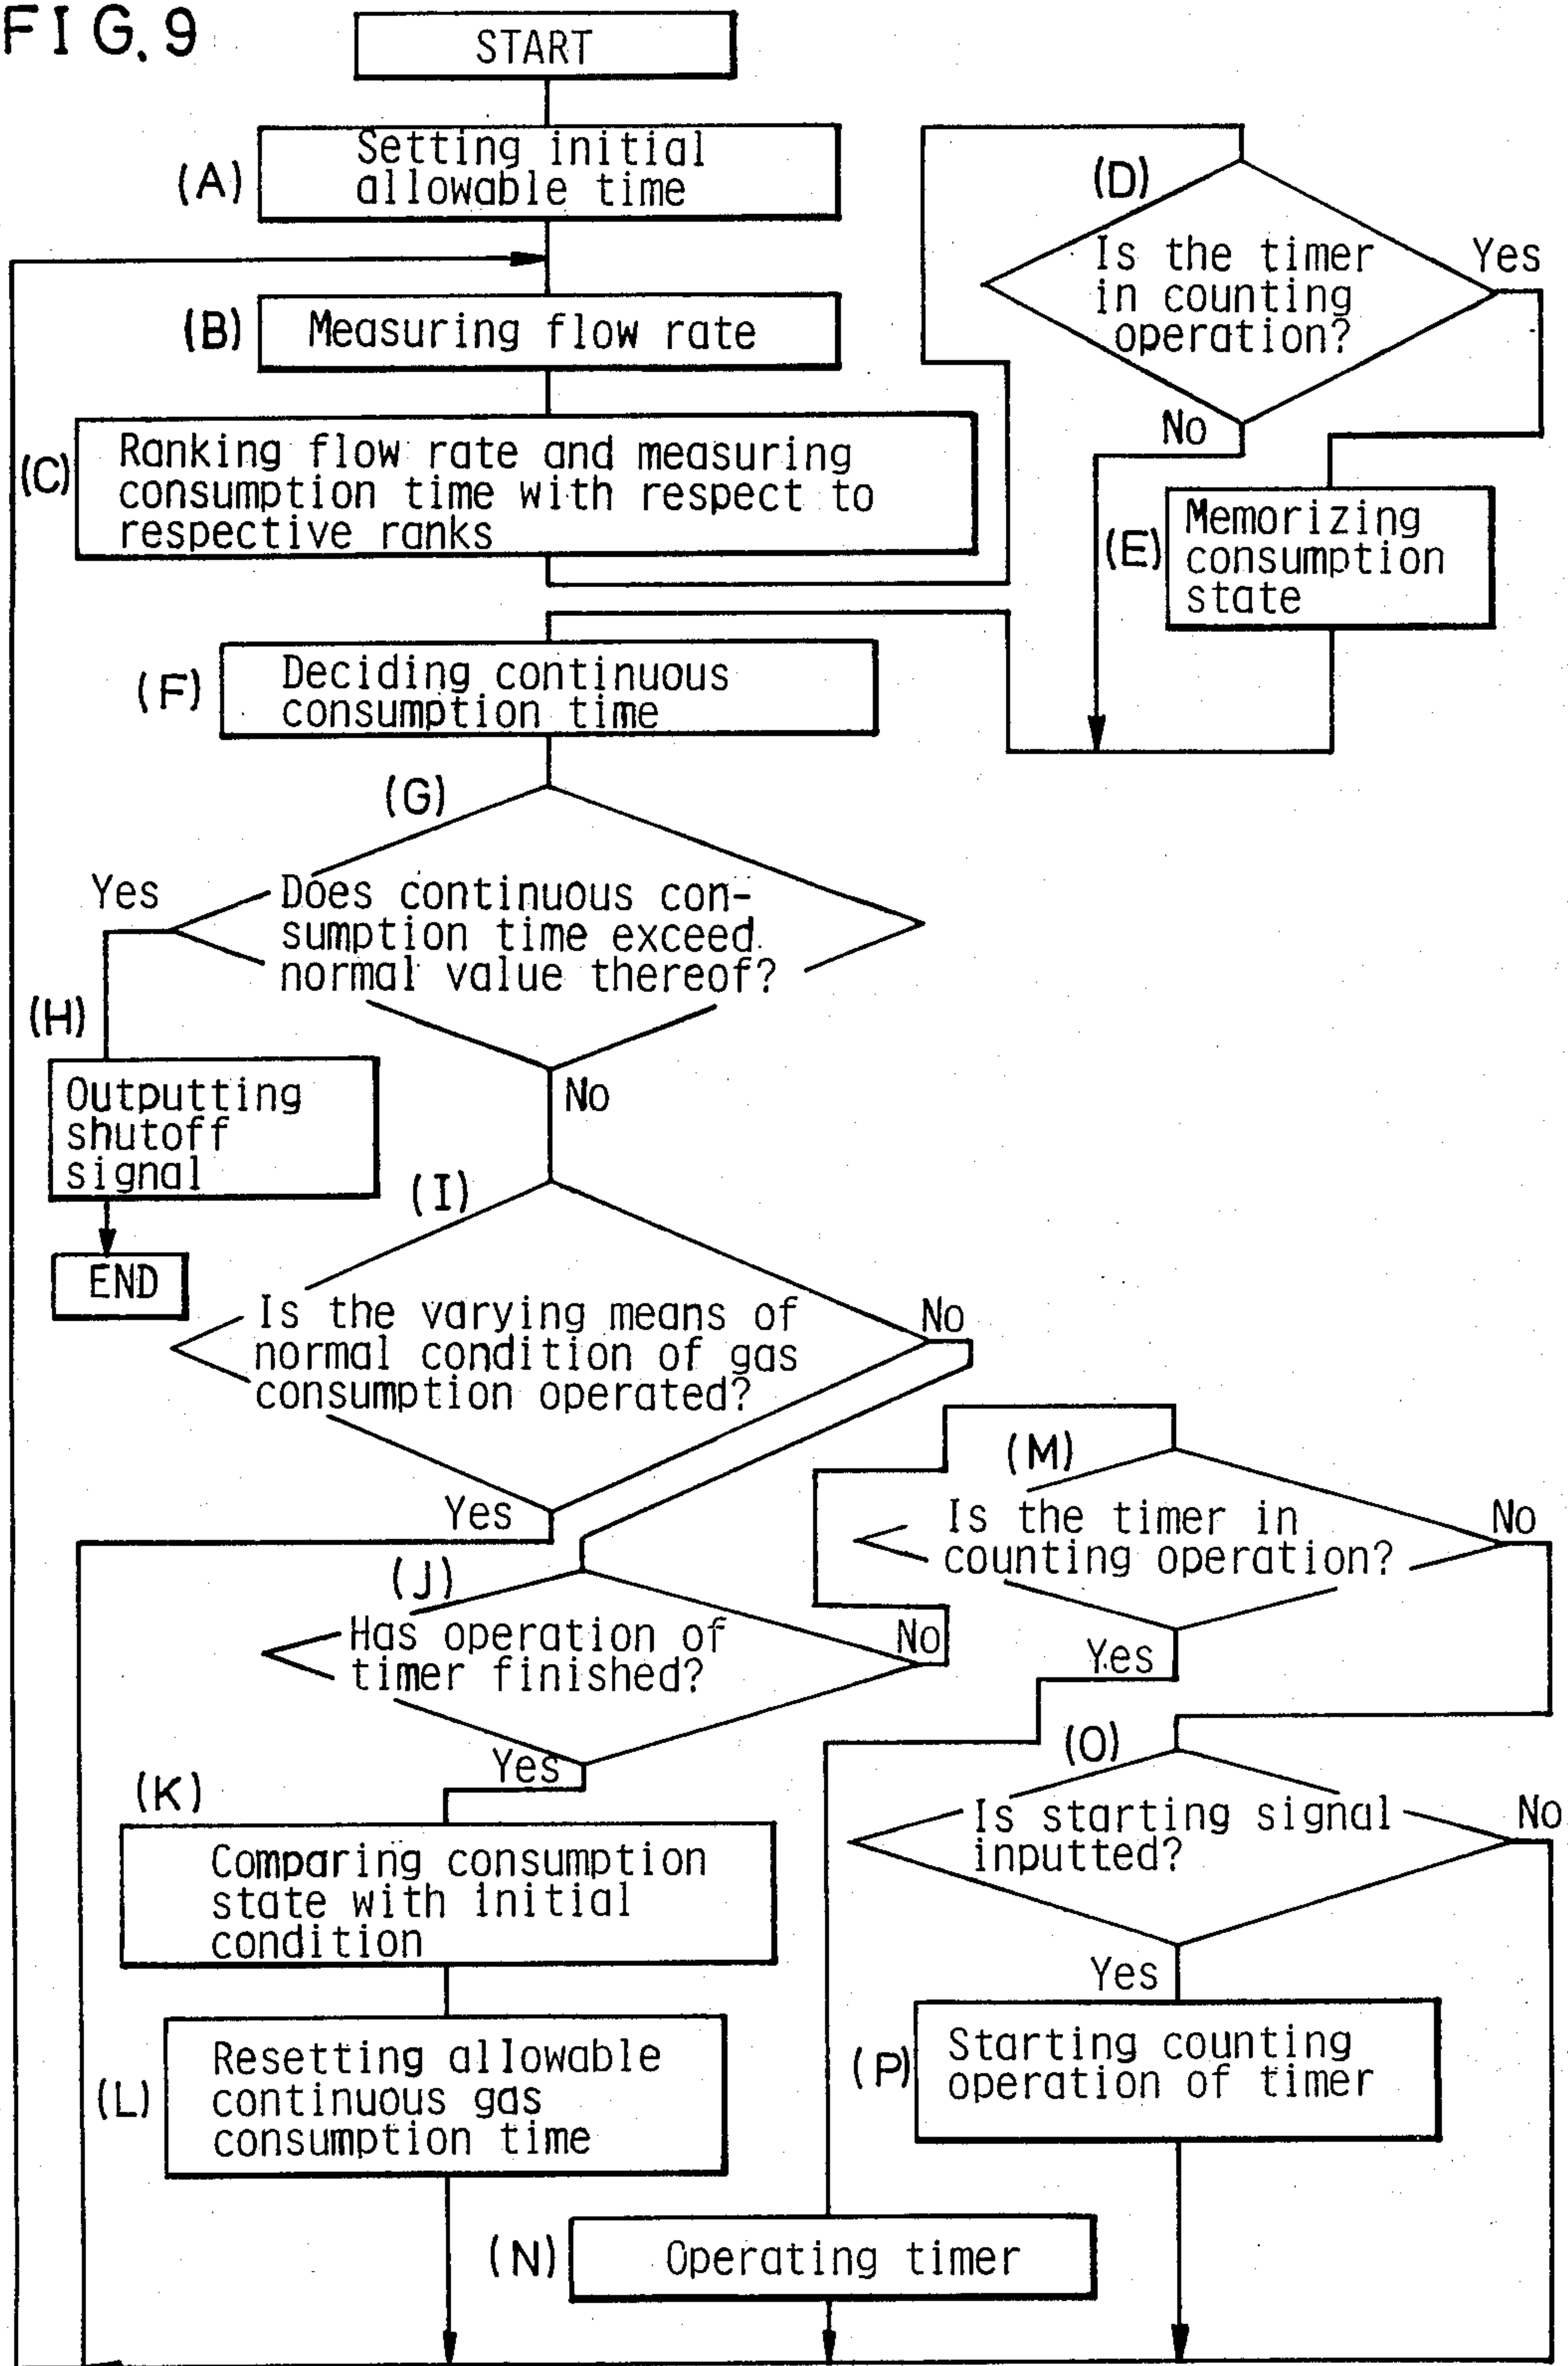 FIG. 9
START
(A)
Setting initial
allowable time
(B)
Measuring flow rate
(C)
Ranking flow rate and measuring
consumption time with respect to
respective ranks
(D)
Is the timer
in counting
operation?
Yes
No
(E)
Memorizing
consumption
state
(F)
Deciding continuous
consumption time
(G)
Does continuous con-
sumption time exceed
normal value thereof?
Yes
No
(H)
Outputting
shutoff
signal
END
(I)
Is the varying means of
normal condition of gas
consumption operated?
No
Yes
(J)
Has operation of
timer finished?
No
Yes
(K)
Comparing consumption
state with initial
condition
(L)
Resetting allowable
continuous gas
consumption time
(M)
Is the timer in
counting operation?
No
Yes
(N)
Operating timer
(O)
Is starting signal
inputted?
No
Yes
(P)
Starting counting
operation of timer